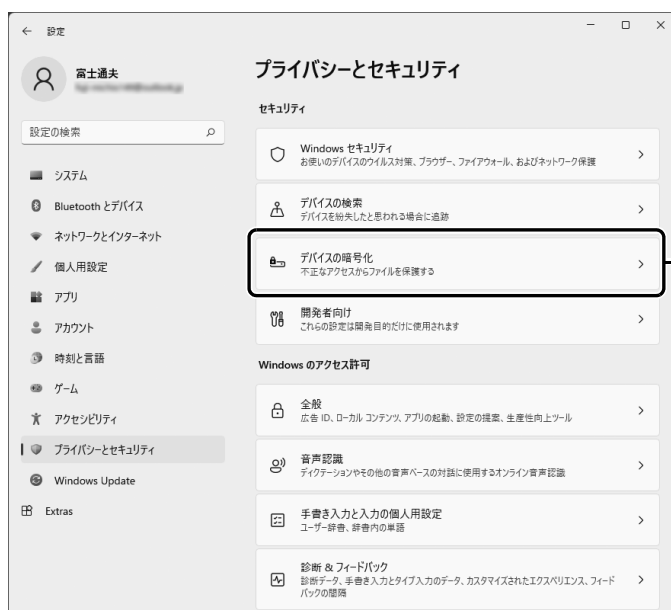 設定
富士通夫
設定の検索
システム
Bluetooth とデバイス
ネットワークとインターネット
個人用設定
アプリ
アカウント
時刻と言語
ゲーム
アクセシビリティ
プライバシーとセキュリティ
Windows Update
Extras
プライバシーとセキュリティ
セキュリティ
Windows セキュリティ
お使いのデバイスのウイルス対策、ブラウザー、ファイアウォール、およびネットワーク保護
デバイスの検索
デバイスを紛失したと思われる場合に追跡
デバイスの暗号化
不正なアクセスからファイルを保護する
開発者向け
これらの設定は開発目的だけに使用されます
Windows のアクセス許可
全般
広告 ID、ローカル コンテンツ、アプリの起動、設定の提案、生産性向上ツール
音声認識
ディクテーションやその他の音声ベースの対話に使用するオンライン音声認識
手書き入力と入力の個人用設定
ユーザー辞書、辞書内の単語
診断 & フィードバック
診断データ、手書き入力とタイプ入力のデータ、カスタマイズされたエクスペリエンス、フィード
バックの間隔